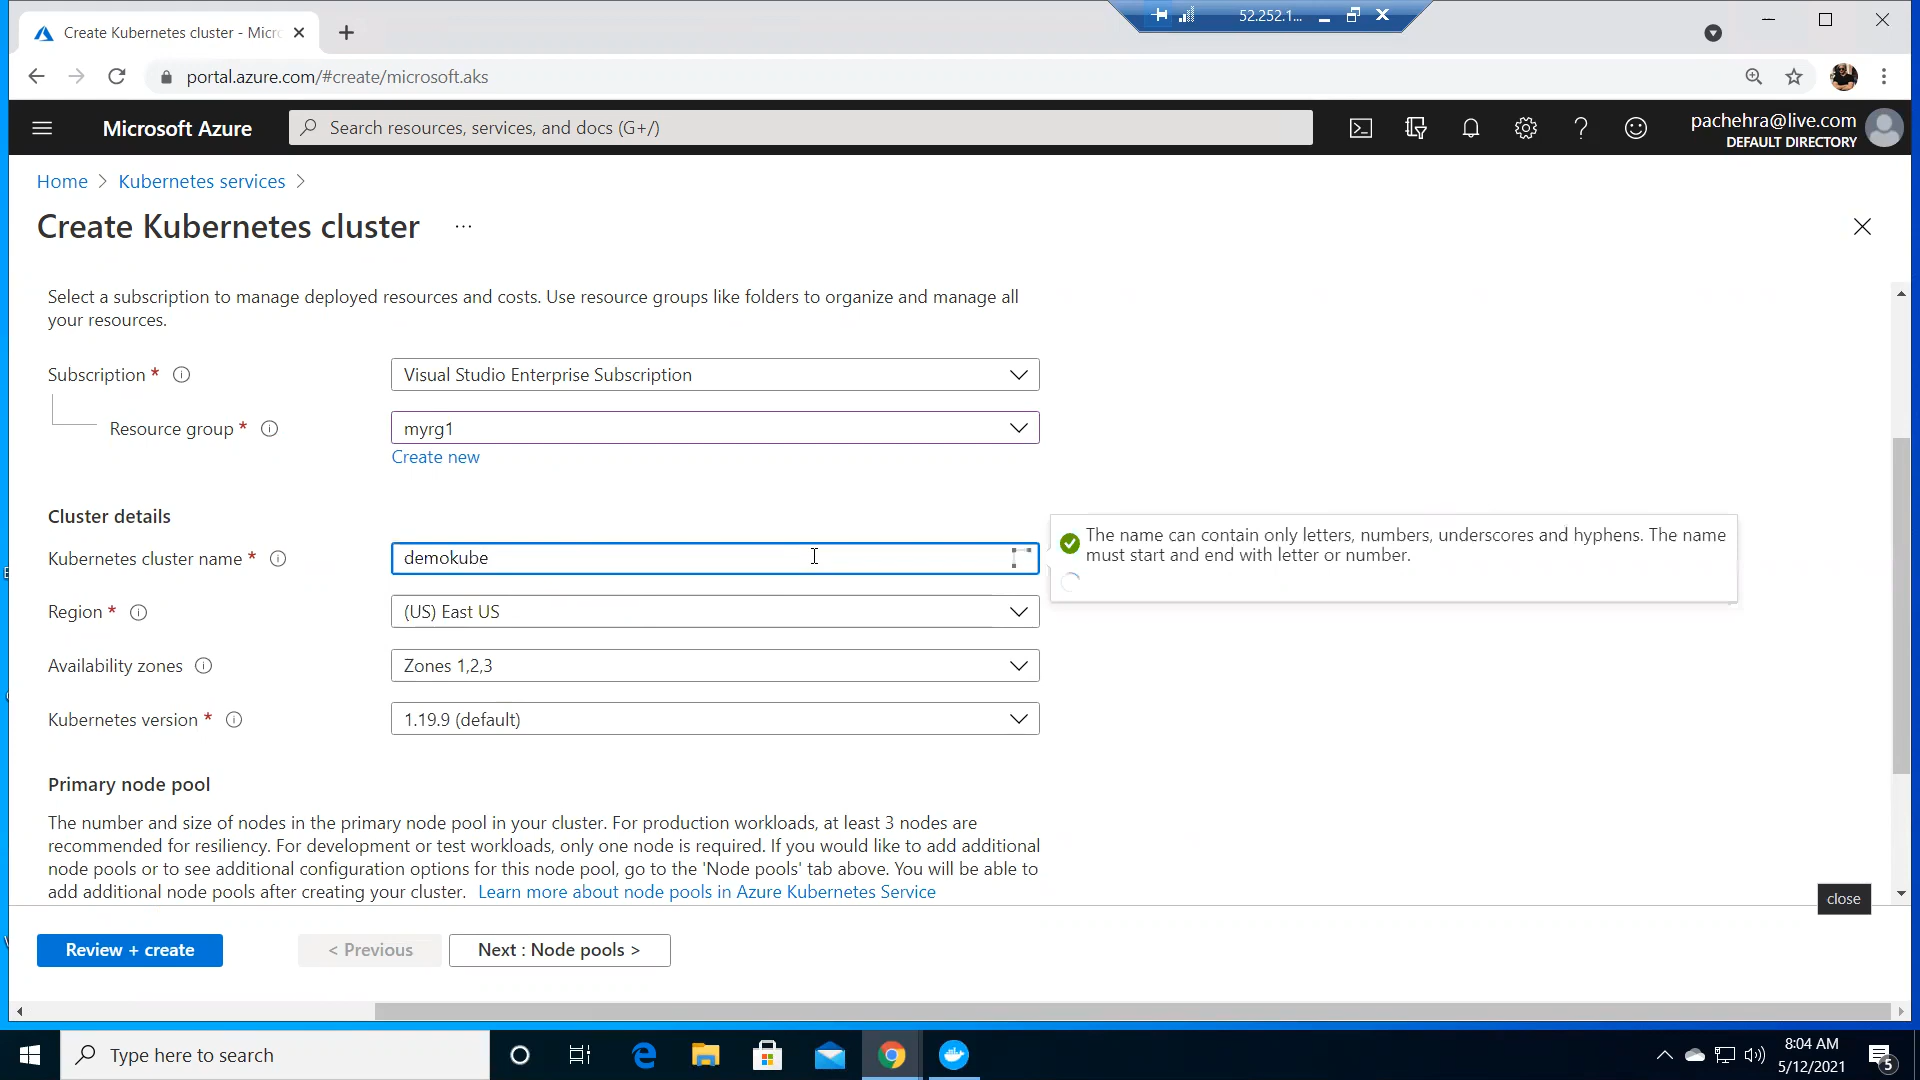 Create Kubernetes cluster - Micr
52.252.1...
portal.azure.com/#create/microsoft.aks
Microsoft Azure
Search resources, services, and docs (G+/)
pachehra@live.com
DEFAULT DIRECTORY
Home > Kubernetes services >
Create Kubernetes cluster ...
Select a subscription to manage deployed resources and costs. Use resource groups like folders to organize and manage all
your resources.
Subscription *
Visual Studio Enterprise Subscription
Resource group *
myrg1
Create new
Cluster details
Kubernetes cluster name *
demokube
The name can contain only letters, numbers, underscores and hyphens. The name
must start and end with letter or number.
Region *
(US) East US
Availability zones
Zones 1,2,3
Kubernetes version *
1.19.9 (default)
Primary node pool
The number and size of nodes in the primary node pool in your cluster. For production workloads, at least 3 nodes are
recommended for resiliency. For development or test workloads, only one node is required. If you would like to add additional
node pools or to see additional configuration options for this node pool, go to the 'Node pools' tab above. You will be able to
add additional node pools after creating your cluster. Learn more about node pools in Azure Kubernetes Service
close
Review + create
< Previous
Next : Node pools >
Type here to search
8:04 AM
5/12/2021
5